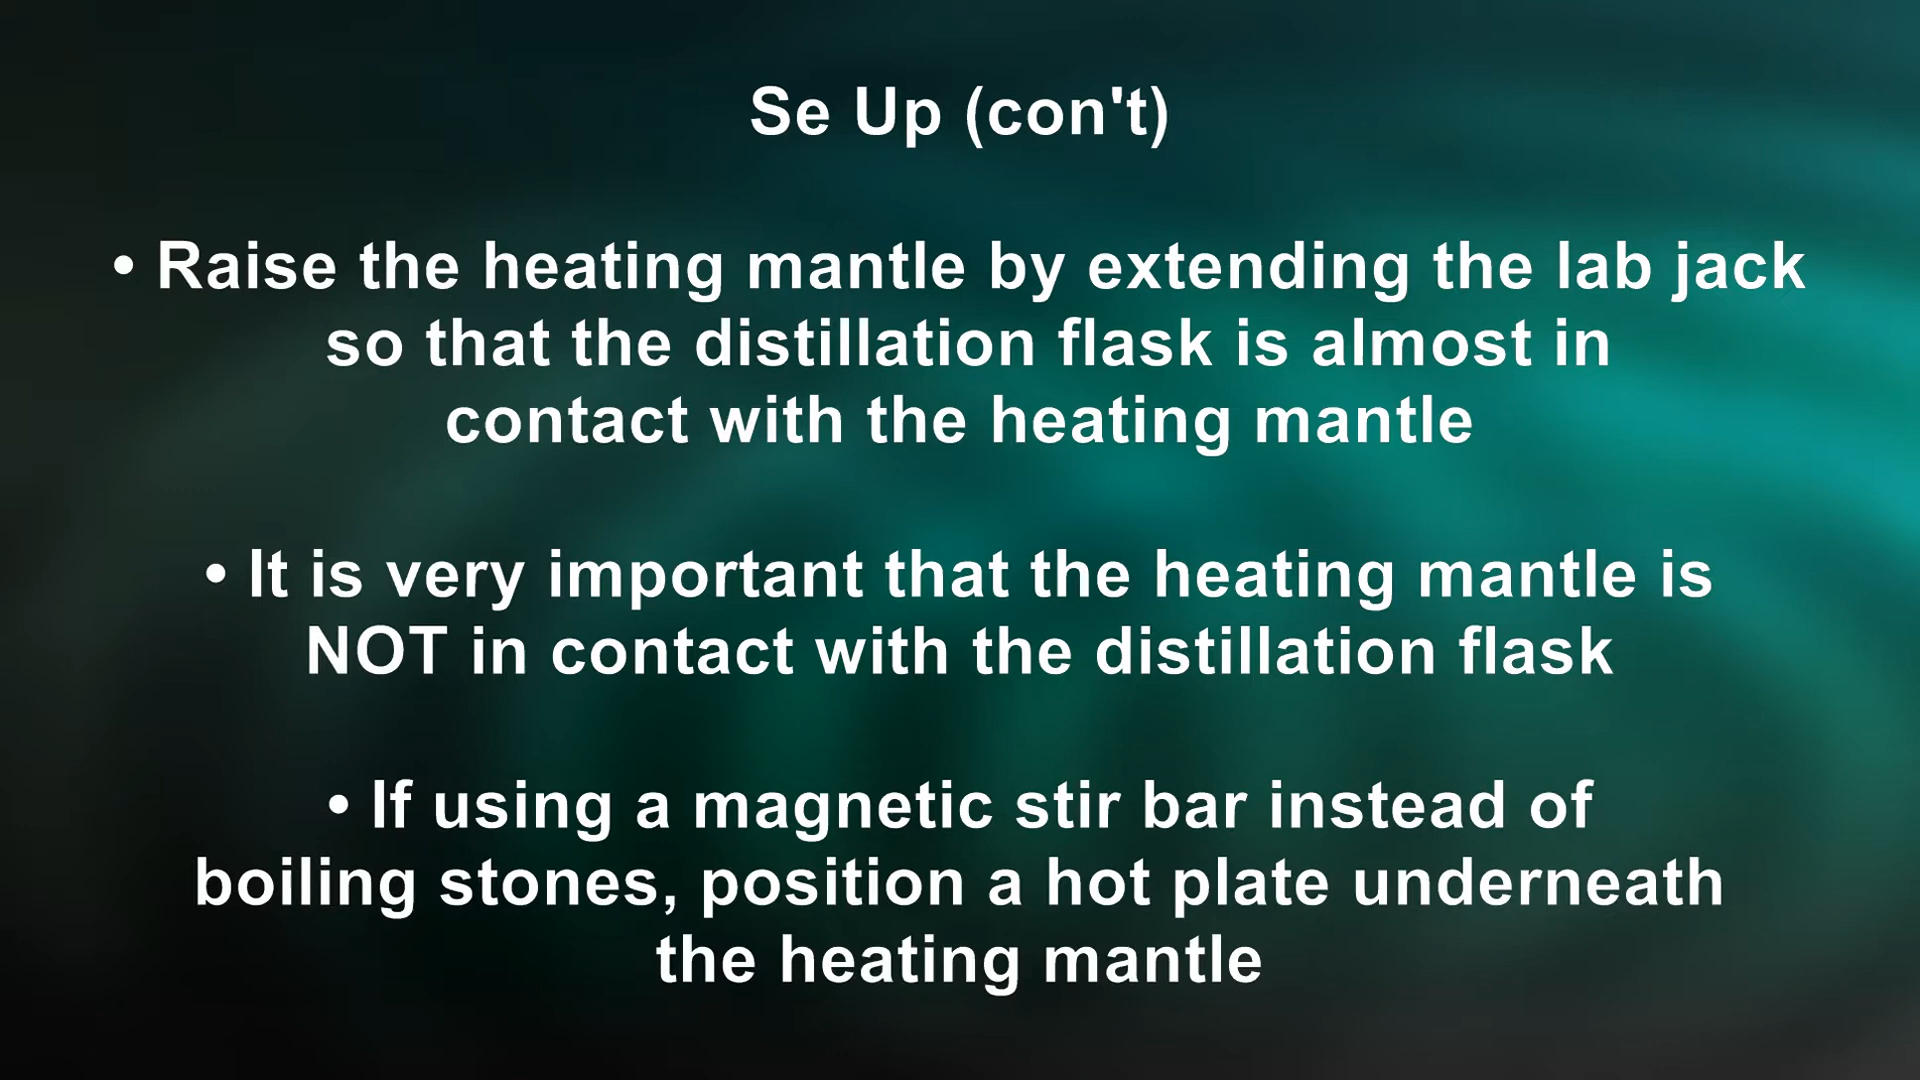 Se Up (con't)
• Raise the heating mantle by extending the lab jack
so that the distillation flask is almost in
contact with the heating mantle
• It is very important that the heating mantle is
NOT in contact with the distillation flask
• If using a magnetic stir bar instead of
boiling stones, position a hot plate underneath
the heating mantle